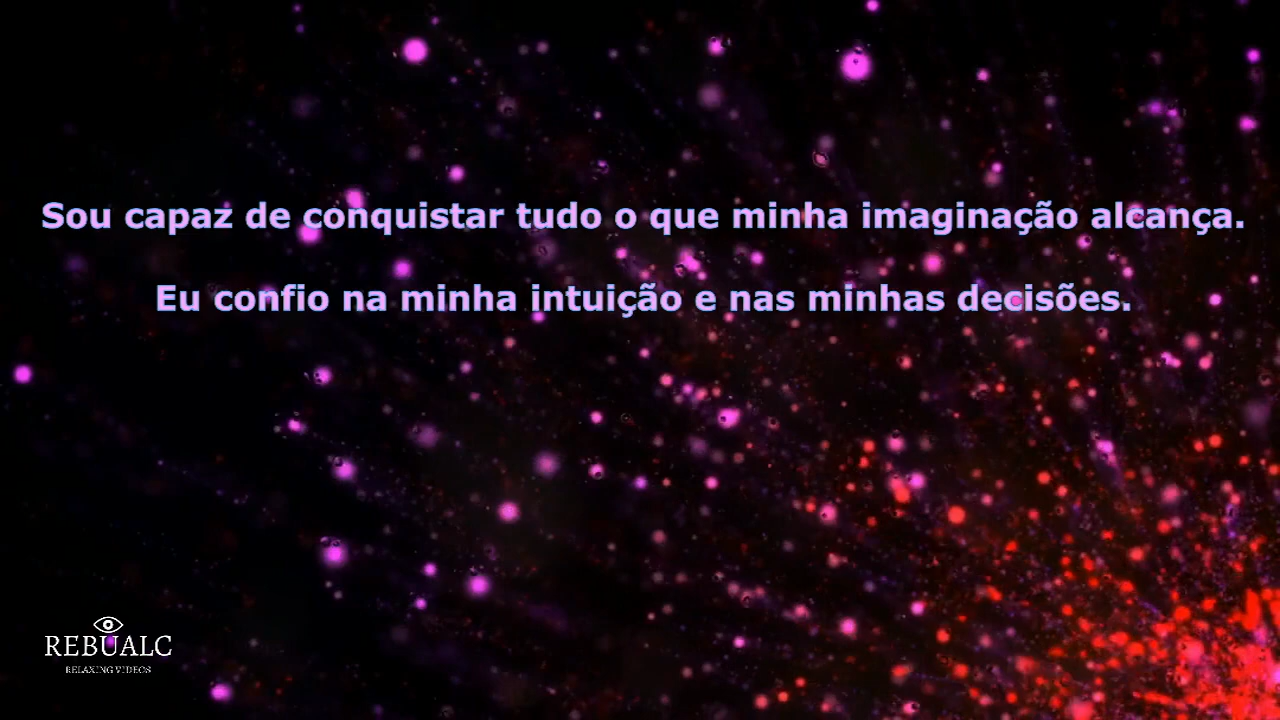 Sou capaz de conquistar tudo o que minha imaginação alcança.
Eu confio na minha intuição e nas minhas decisões.
REBUALC
RELAXING VIDEOS